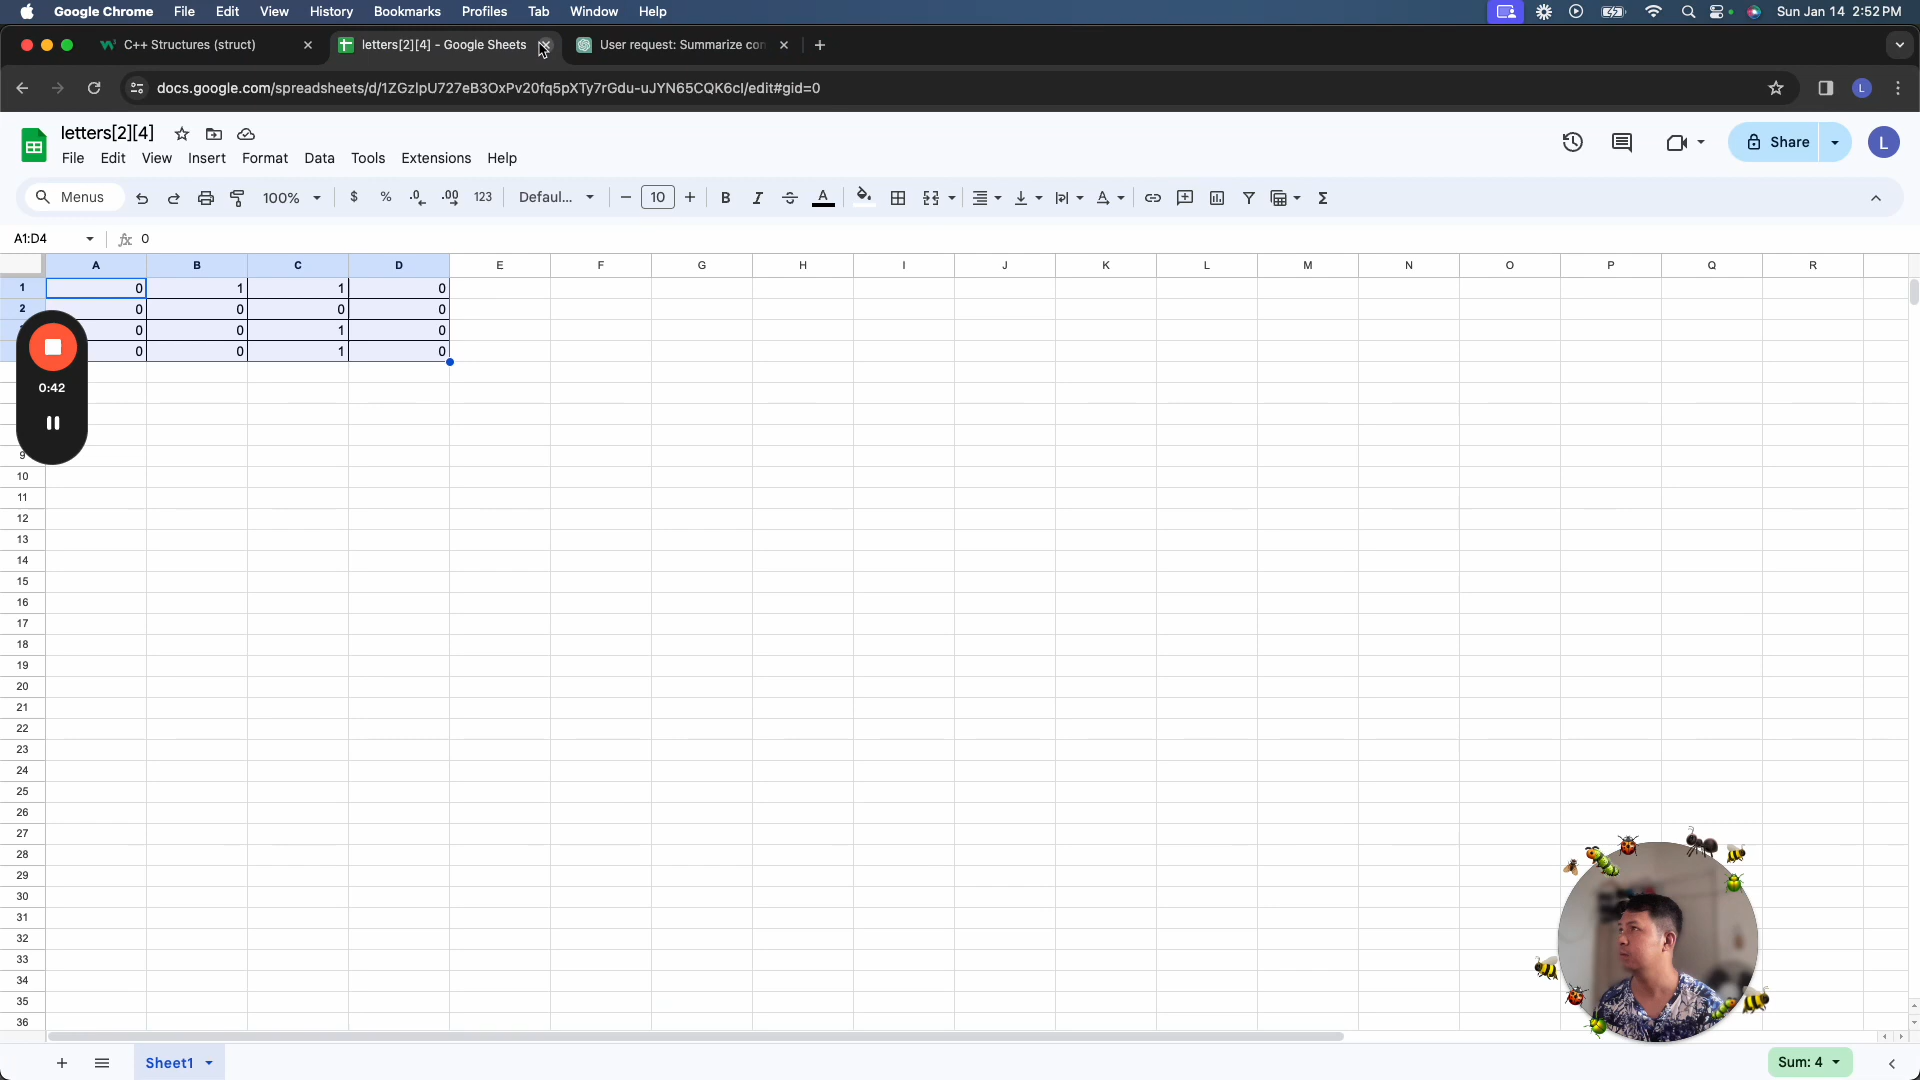 Google Chrome File Edit View History Bookmarks Profiles Tab Window Help Sun Jan 14 2:52 PM
C++ Structures (struct) letters[2][4] - Google Sheets User request: Summarize con
docs.google.com/spreadsheets/d/1ZGzlpU727eB3OxPv20fq5pXTy7rGdu-uJYN65CQK6cI/edit#gid=0 L
letters[2][4]
File Edit View Insert Format Data Tools Extensions Help
Share L
Menus 100% $ % .0 .00 123 Defaul... 10 B I A
A1:D4 fx 0
A B C D E F G H I J K L M N O P Q R
1 0 1 1 0
2 0 0 0 0
0 0 1 0
0 0 1 0
0:42
9
10
11
12
13
14
15
16
17
18
19
20
21
22
23
24
25
26
27
28
29
30
31
32
33
34
35
36
Sheet1 Sum: 4